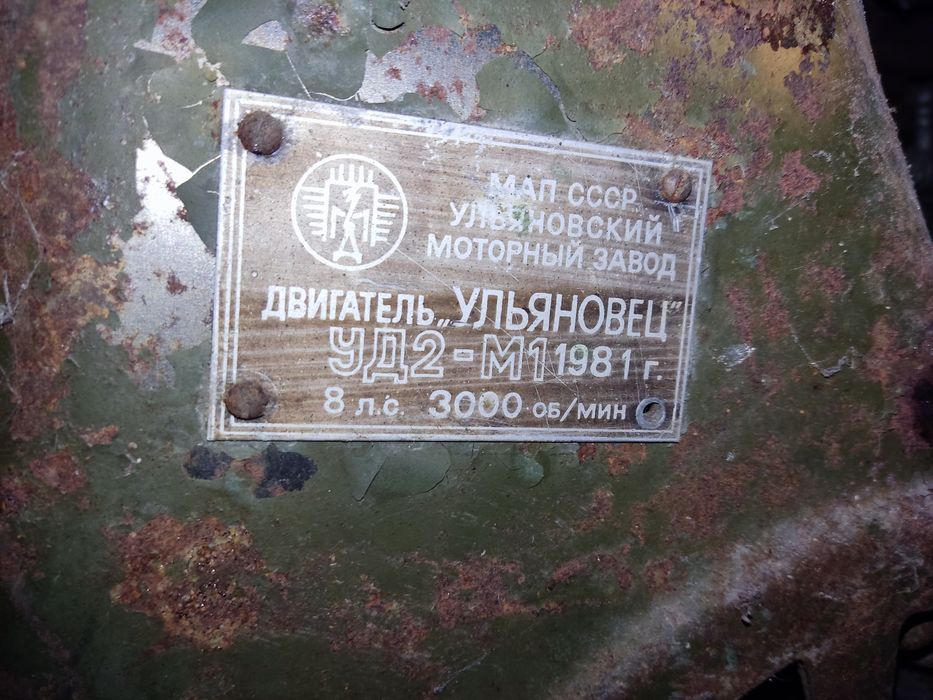 МАП СССР
УЛЬЯНОВСКИЙ
МОТОРНЫЙ ЗАВОД
ДВИГАТЕЛЬ „УЛЬЯНОВЕЦ"
УД2-М1 1981 г.
8 л.с. 3000 ОБ/МИН